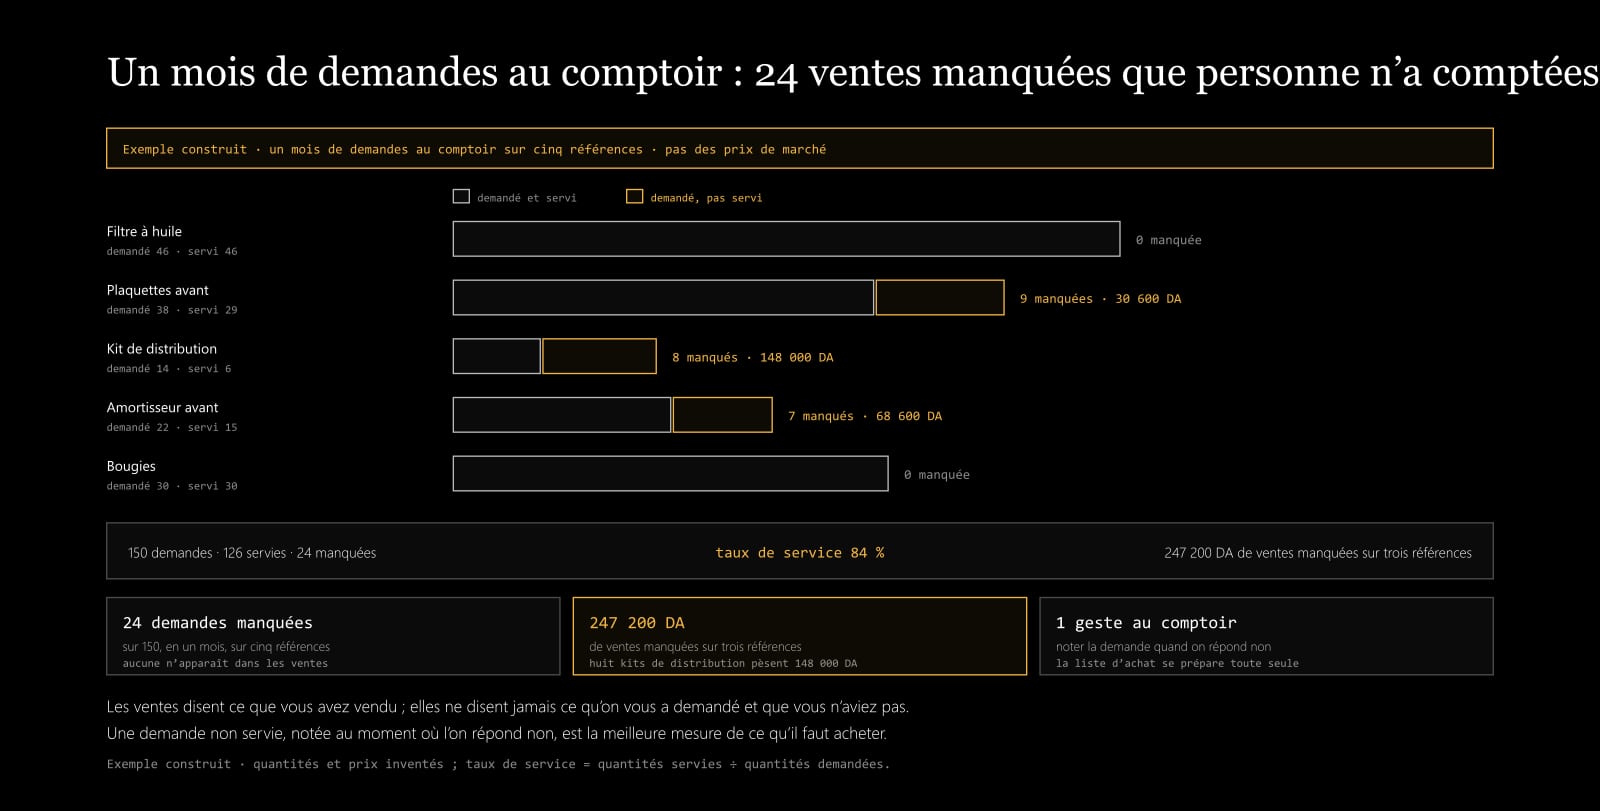 Un mois de demandes au comptoir : 24 ventes manquées que personne n’a comptées
Exemple construit · un mois de demandes au comptoir sur cinq références · pas des prix de marché
demandé et servi
demandé, pas servi
Filtre à huile
demandé 46 · servi 46
0 manquée
Plaquettes avant
demandé 38 · servi 29
9 manquées · 30 600 DA
Kit de distribution
demandé 14 · servi 6
8 manqués · 148 000 DA
Amortisseur avant
demandé 22 · servi 15
7 manqués · 68 600 DA
Bougies
demandé 30 · servi 30
0 manquée
150 demandes · 126 servies · 24 manquées
taux de service 84 %
247 200 DA de ventes manquées sur trois références
24 demandes manquées
sur 150, en un mois, sur cinq références
aucune n’apparaît dans les ventes
247 200 DA
de ventes manquées sur trois références
huit kits de distribution pèsent 148 000 DA
1 geste au comptoir
noter la demande quand on répond non
la liste d’achat se prépare toute seule
Les ventes disent ce que vous avez vendu ; elles ne disent jamais ce qu’on vous a demandé et que vous n’aviez pas.
Une demande non servie, notée au moment où l’on répond non, est la meilleure mesure de ce qu’il faut acheter.
Exemple construit · quantités et prix inventés ; taux de service = quantités servies ÷ quantités demandées.